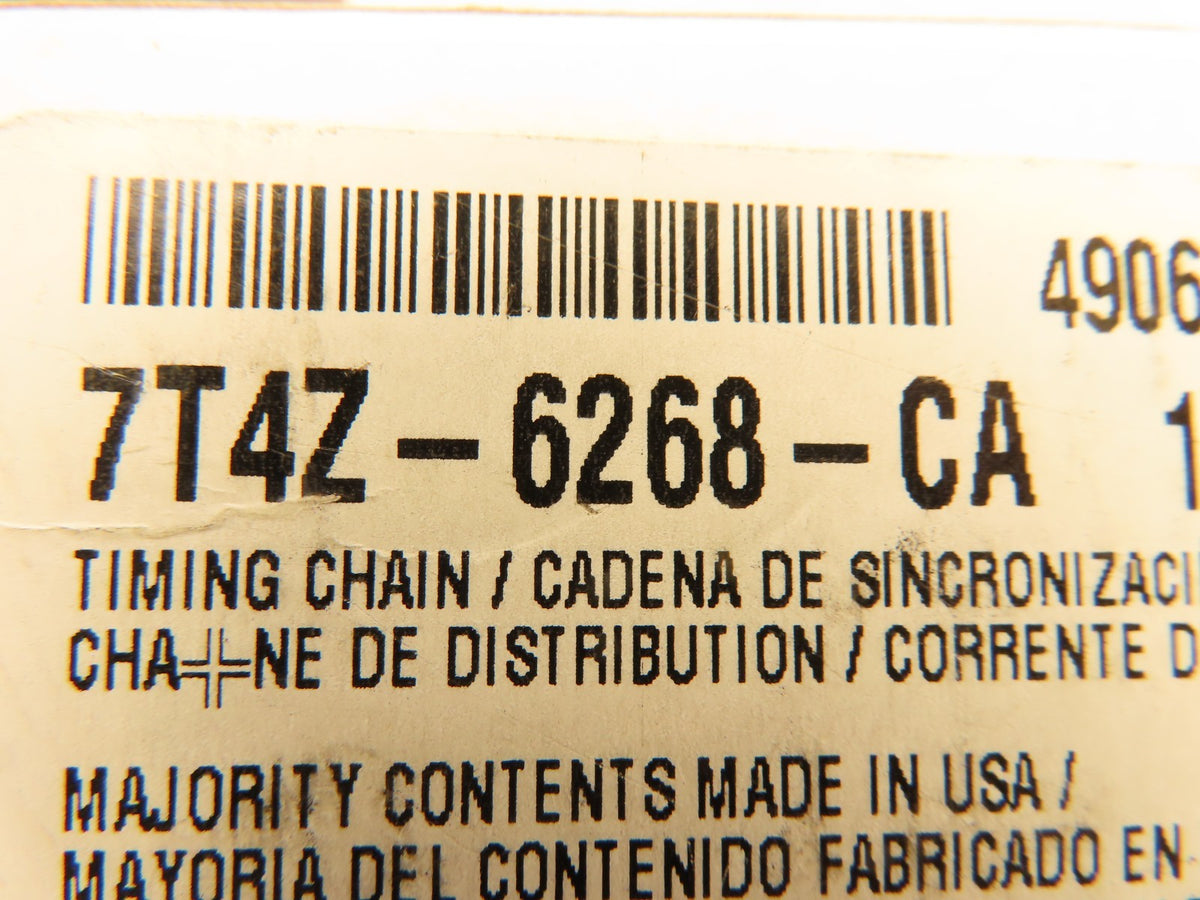 4906
7T4Z-6268-CA 1
TIMING CHAIN / CADENA DE SINCRONIZACI
CHA╬NE DE DISTRIBUTION / CORRENTE D
MAJORITY CONTENTS MADE IN USA /
MAYORIA DEL CONTENIDO FABRICADO EN